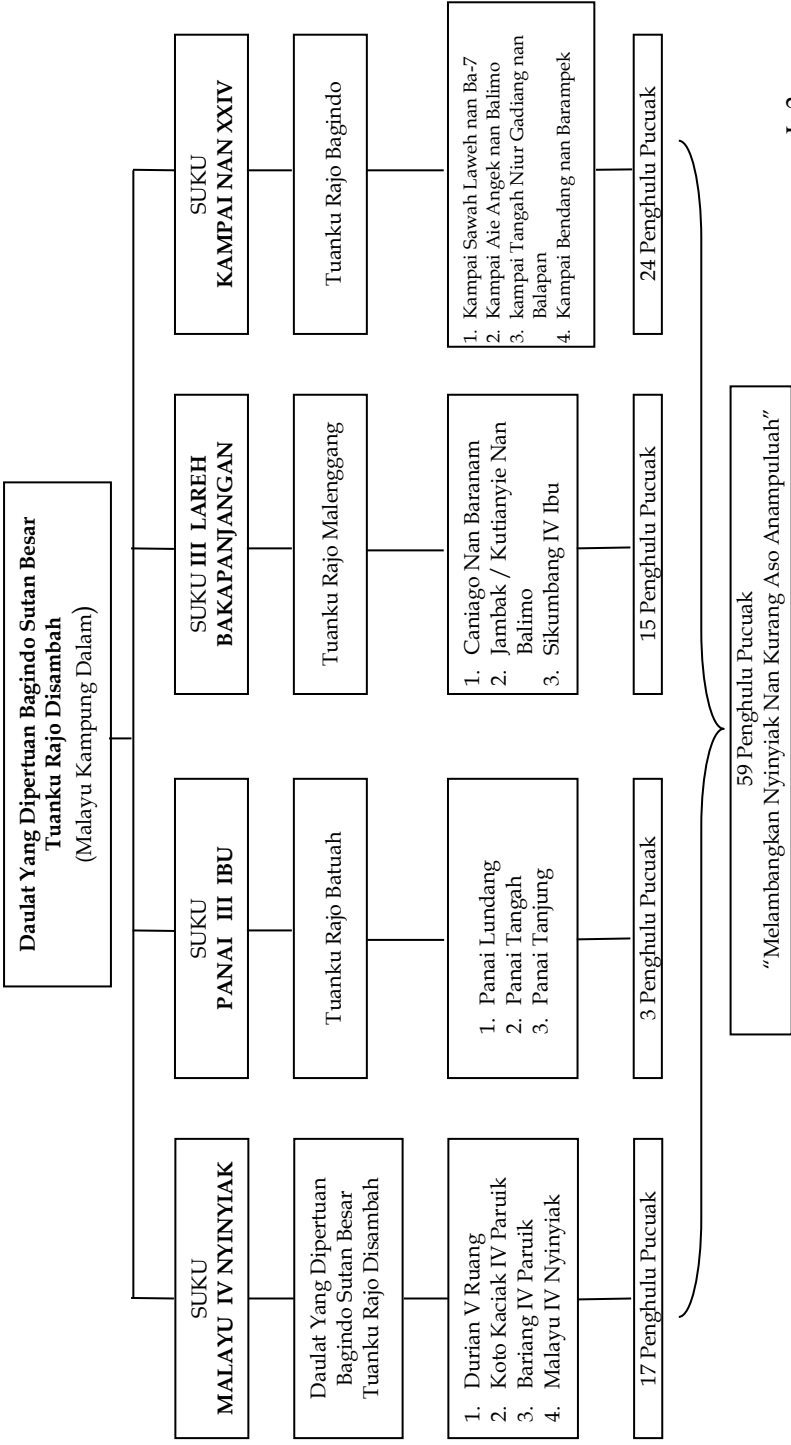 Daulat Yang Dipertuan Bagindo Sutan Besar
Tuanku Rajo Disambah
(Malayu Kampung Dalam)
SUKU
MALAYU IV NYINYIAK
SUKU
PANAI III IBU
SUKU III LAREH
BAKAPANJANGAN
SUKU
KAMPAI NAN XXIV
Daulat Yang Dipertuan
Bagindo Sutan Besar
Tuanku Rajo Disambah
Tuanku Rajo Batuah
Tuanku Rajo Malenggang
Tuanku Rajo Bagindo
1. Durian V Ruang
2. Koto Kaciak IV Paruik
3. Bariang IV Paruik
4. Malayu IV Nyinyiak
1. Panai Lundang
2. Panai Tangah
3. Panai Tanjung
1. Caniago Nan Baranam
2. Jambak / Kutianyie Nan
Balimo
3. Sikumbang IV Ibu
1. Kampai Sawah Laweh nan Ba-7
2. Kampai Aie Angek nan Balimo
3. kampai Tangah Niur Gadiang nan
Balapan
4. Kampai Bendang nan Barampek
17 Penghulu Pucuak
3 Penghulu Pucuak
15 Penghulu Pucuak
24 Penghulu Pucuak
59 Penghulu Pucuak
"Melambangkan Nyinyiak Nan Kurang Aso Anampuluah"